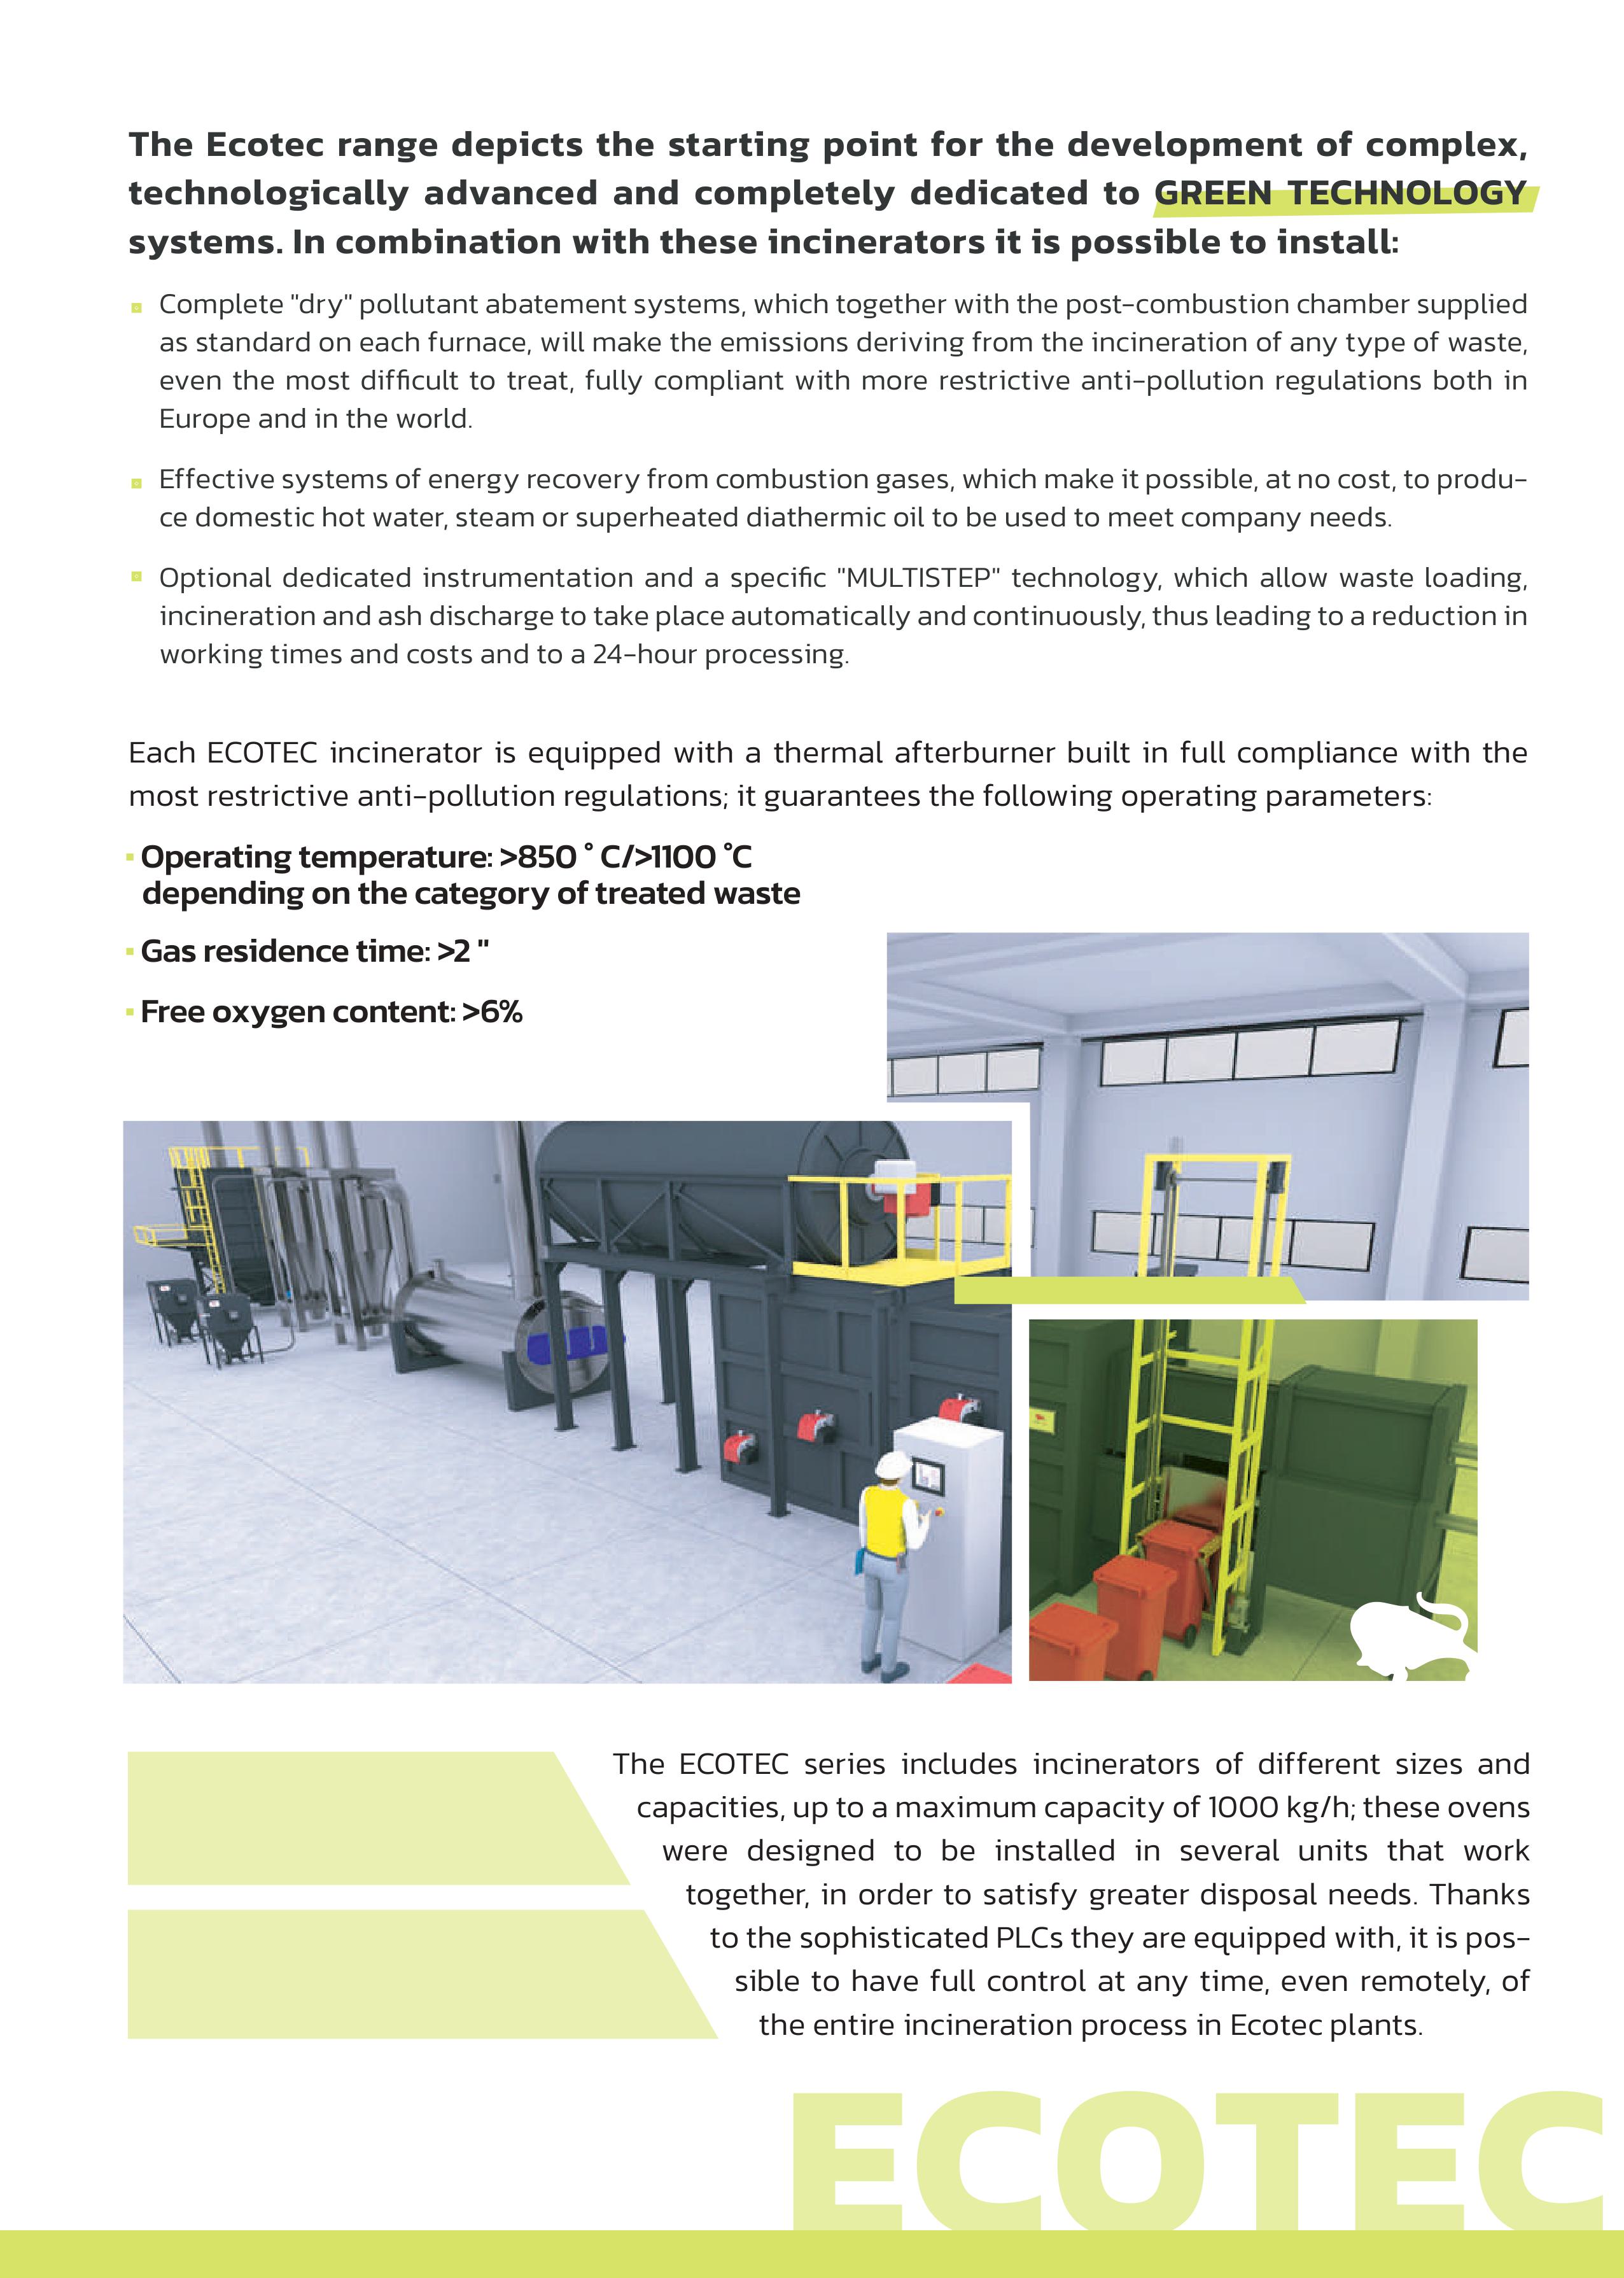 The Ecotec range depicts the starting point for the development of complex,
technologically advanced and completely dedicated to GREEN TECHNOLOGY
systems. In combination with these incinerators it is possible to install:
Complete "dry" pollutant abatement systems, which together with the post-combustion chamber supplied
as standard on each furnace, will make the emissions deriving from the incineration of any type of waste,
even the most difficult to treat, fully compliant with more restrictive anti-pollution regulations both in
Europe and in the world.
Effective systems of energy recovery from combustion gases, which make it possible, at no cost, to produ-
ce domestic hot water, steam or superheated diathermic oil to be used to meet company needs.
Optional dedicated instrumentation and a specific "MULTISTEP" technology, which allow waste loading,
incineration and ash discharge to take place automatically and continuously, thus leading to a reduction in
working times and costs and to a 24-hour processing.
Each ECOTEC incinerator is equipped with a thermal afterburner built in full compliance with the
most restrictive anti-pollution regulations; it guarantees the following operating parameters:
Operating temperature: >850 ° C/>1100 °C
depending on the category of treated waste
Gas residence time: >2 "
Free oxygen content: >6%
The ECOTEC series includes incinerators of different sizes and
capacities, up to a maximum capacity of 1000 kg/h; these ovens
were designed to be installed in several units that work
together, in order to satisfy greater disposal needs. Thanks
to the sophisticated PLCs they are equipped with, it is pos-
sible to have full control at any time, even remotely, of
the entire incineration process in Ecotec plants.
ECOTEC